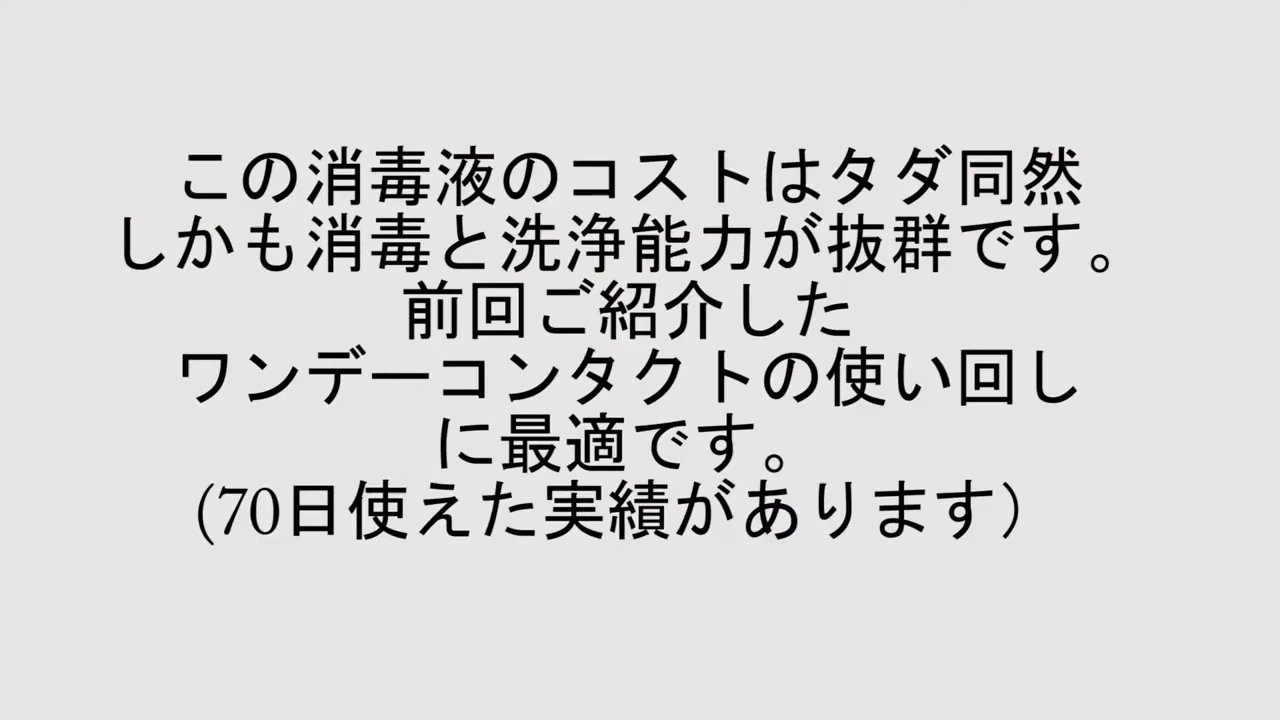 この消毒液のコストはタダ同然
しかも消毒と洗浄能力が抜群です。
前回ご紹介した
ワンデーコンタクトの使い回し
に最適です。
(70日使えた実績があります）